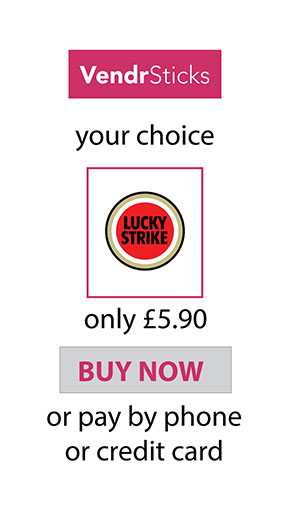 VendrSticks
your choice
LUCKY
STRIKE
only £5.90
BUY NOW
or pay by phone
or credit card